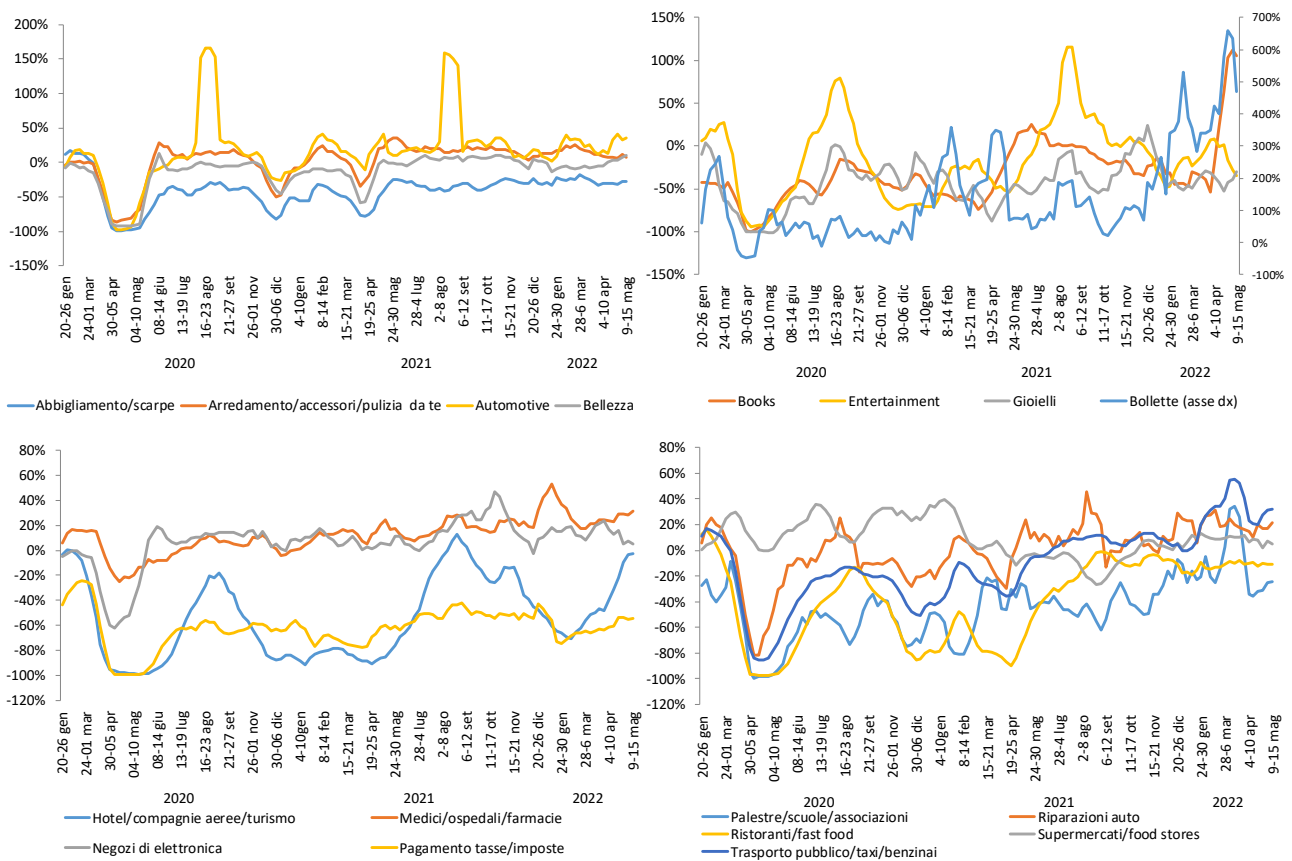 200%
150%
100%
50%
0%
-50%
-100%
-150%
20-26 gen
24-01 mar
30-05 apr
04-10 mag
08-14 giu
13-19 lug
16-23 ago
21-27 set
26-01 nov
30-06 dic
4-10gen
8-14 feb
15-21 mar
19-25 apr
24-30 mag
28-4 lug
2-8 ago
6-12 set
11-17 ott
15-21 nov
20-26 dic
24-30 gen
28-6 mar
4-10 apr
9-15 mag
2020 2021 2022
Abbigliamento/scarpe Arredamento/accessori/pulizia da te Automotive Bellezza
150%
100%
50%
0%
-50%
-100%
-150%
700%
600%
500%
400%
300%
200%
100%
0%
-100%
20-26 gen
24-01 mar
30-05 apr
04-10 mag
08-14 giu
13-19 lug
16-23 ago
21-27 set
26-01 nov
30-06 dic
4-10gen
8-14 feb
15-21 mar
19-25 apr
24-30 mag
28-4 lug
2-8 ago
6-12 set
11-17 ott
15-21 nov
20-26 dic
24-30 gen
28-6 mar
4-10 apr
9-15 mag
2020 2021 2022
Books Entertainment Gioielli Bollette (asse dx)
80%
60%
40%
20%
0%
-20%
-40%
-60%
-80%
-100%
-120%
20-26 gen
24-01 mar
30-05 apr
04-10 mag
08-14 giu
13-19 lug
16-23 ago
21-27 set
26-01 nov
30-06 dic
4-10gen
8-14 feb
15-21 mar
19-25 apr
24-30 mag
28-4 lug
2-8 ago
6-12 set
11-17 ott
15-21 nov
20-26 dic
24-30 gen
28-6 mar
4-10 apr
9-15 mag
2020 2021 2022
Hotel/compagnie aeree/turismo Medici/ospedali/farmacie
Negozi di elettronica Pagamento tasse/imposte
80%
60%
40%
20%
0%
-20%
-40%
-60%
-80%
-100%
-120%
20-26 gen
24-01 mar
30-05 apr
04-10 mag
08-14 giu
13-19 lug
16-23 ago
21-27 set
26-01 nov
30-06 dic
4-10gen
8-14 feb
15-21 mar
19-25 apr
24-30 mag
28-4 lug
2-8 ago
6-12 set
11-17 ott
15-21 nov
20-26 dic
24-30 gen
28-6 mar
4-10 apr
9-15 mag
2020 2021 2022
Palestre/scuole/associazioni Riparazioni auto
Ristoranti/fast food Supermercati/food stores
Trasporto pubblico/taxi/benzinai